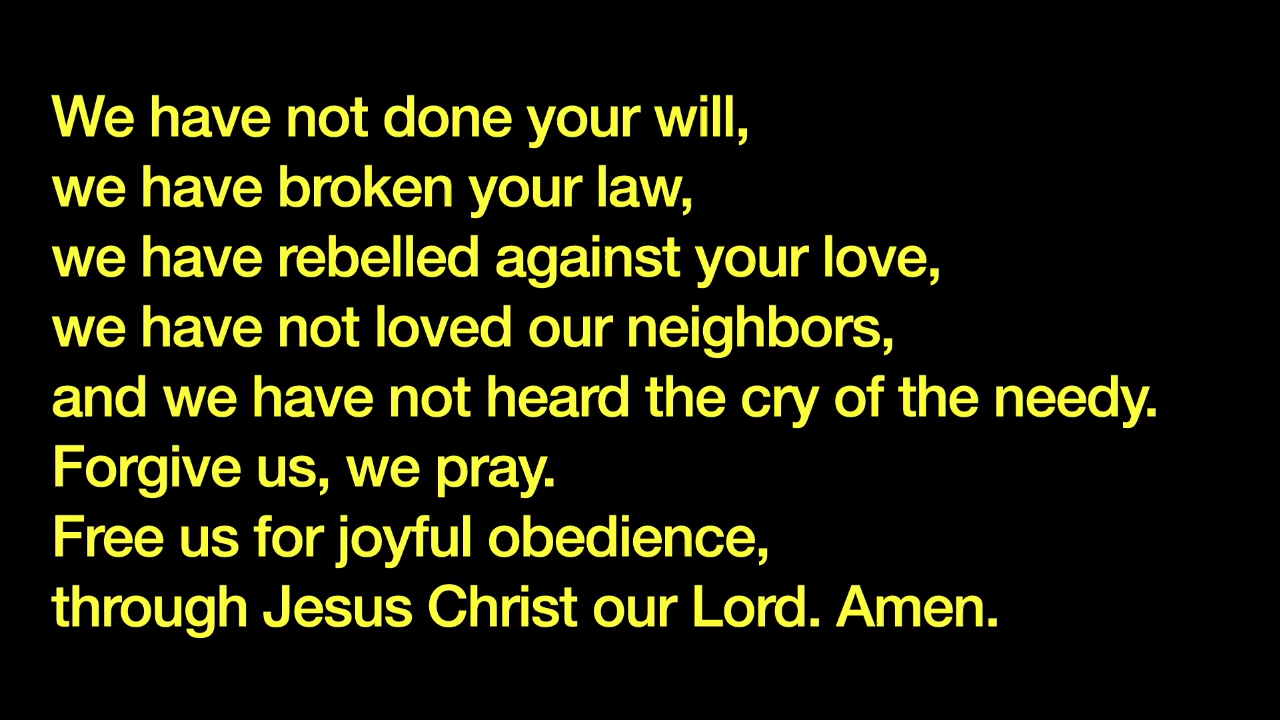 We have not done your will,
we have broken your law,
we have rebelled against your love,
we have not loved our neighbors,
and we have not heard the cry of the needy.
Forgive us, we pray.
Free us for joyful obedience,
through Jesus Christ our Lord. Amen.